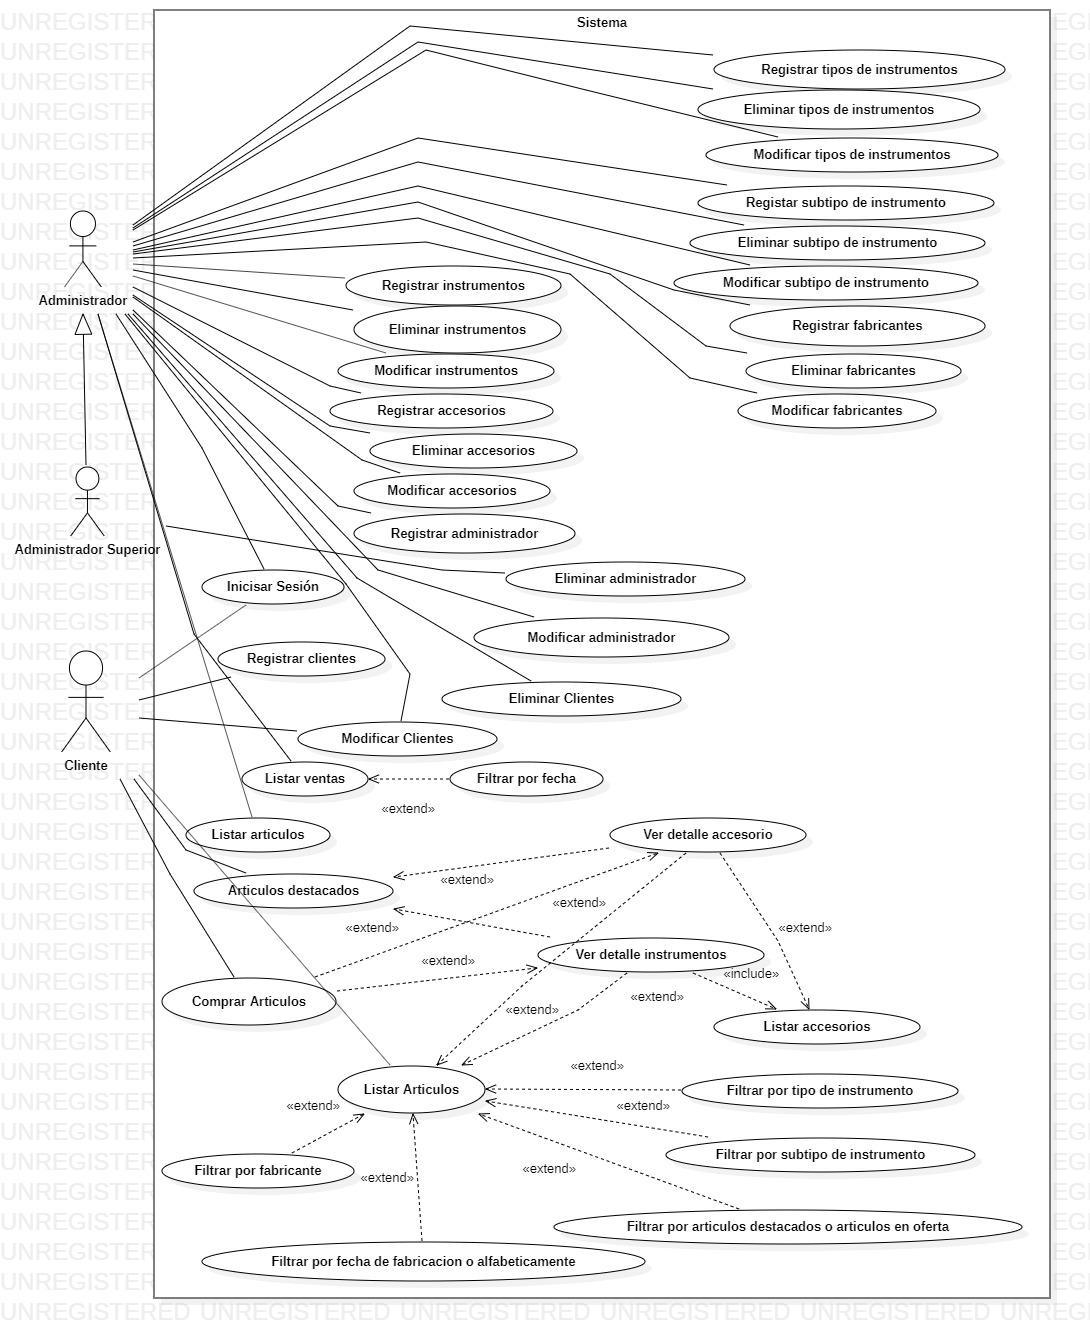 Sistema
Registrar tipos de instrumentos
Eliminar tipos de instrumentos
Modificar tipos de instrumentos
Registar subtipo de instrumento
Eliminar subtipo de instrumento
Modificar subtipo de instrumento
Registrar instrumentos
Administrador
Registrar fabricantes
Eliminar instrumentos
Modificar instrumentos
Eliminar fabricantes
Registrar accesorios
Modificar fabricantes
Eliminar accesorios
Modificar accesorios
Registrar administrador
Administrador Superior
Eliminar administrador
Inicisar Sesión
Modificar administrador
Registrar clientes
Eliminar Clientes
Modificar Clientes
Cliente
Listar ventas
Filtrar por fecha
«extend»
Listar articulos
Ver detalle accesorio
«extend»
Articulos destacados
«extend»
«extend»
«extend»
Ver detalle instrumentos
«extend»
«include»
«extend»
Comprar Articulos
«extend»
Listar accesorios
«extend»
Listar Articulos
Filtrar por tipo de instrumento
«extend»
«extend»
Filtrar por subtipo de instrumento
«extend»
Filtrar por fabricante
«extend»
Filtrar por articulos destacados o articulos en oferta
Filtrar por fecha de fabricacion o alfabeticamente
UNREGISTERED UNREGISTERED UNREGISTERED UNREGISTERED UNREGISTERED UNRE